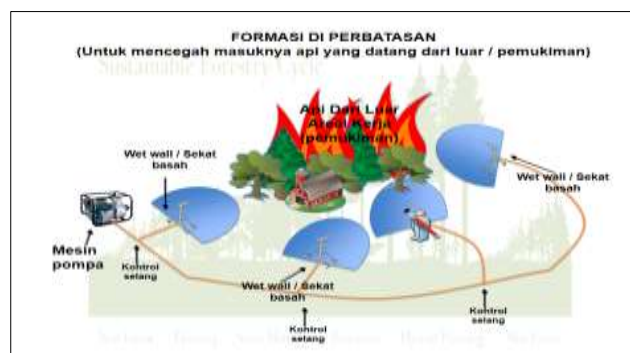 FORMASI DI PERBATASAN
(Untuk mencegah masuknya api yang datang dari luar / pemukiman)
Sustainable Forestry Cycle
Api Dari Luar
Areal Kerja
(pemukiman)
Wet wall / Sekat
basah
Wet wall / Sekat
basah
Mesin
pompa
Kontrol
selang
Wet wall / Sekat
basah
Kontrol
selang
Kontrol
selang